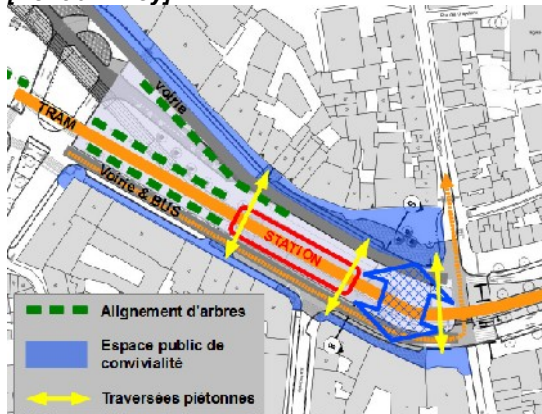 Voirie
TRAM
Voirie & BUS
STATION
Alignement d'arbres
Espace public de
convivialité
Traversées piétonnes